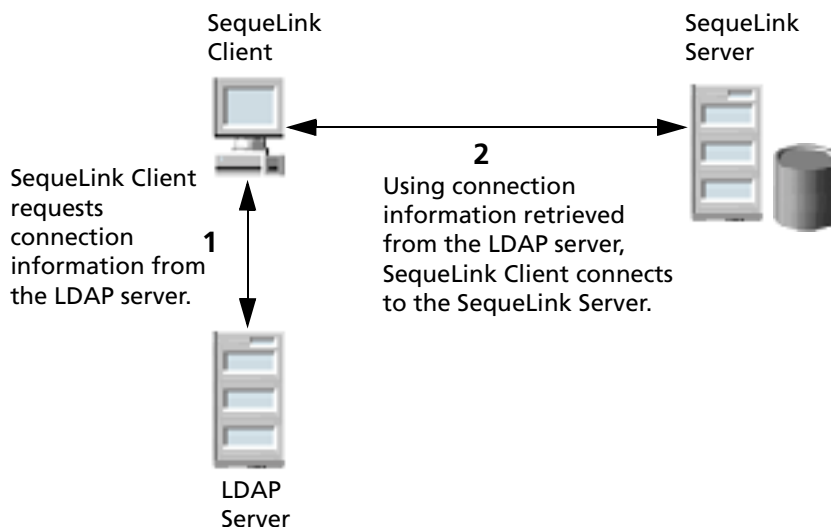 SequeLink
Client
SequeLink
Server
SequeLink Client
requests
connection
information from
the LDAP server.
1
2
Using connection
information retrieved
from the LDAP server,
SequeLink Client connects
to the SequeLink Server.
LDAP
Server